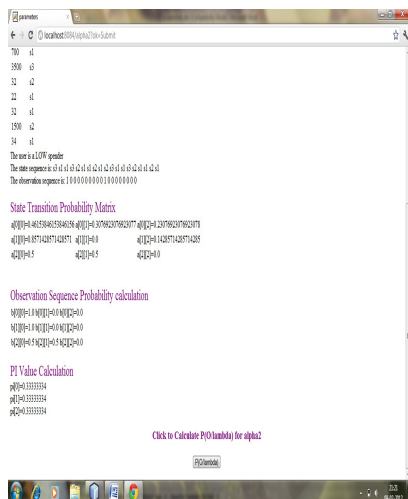 parameters
localhost:8084/alpha2?ok=Submit
700 s1
3500 s3
32 s2
22 s1
32 s1
1500 s2
34 s1
The user is a LOW spender
The state sequence is: s3 s1 s1 s3 s2 s1 s1 s2 s1 s2 s3 s1 s1 s3 s2 s1 s1 s2 s1
The observation sequence is: 1 0 0 0 0 0 0 0 0 0 1 0 0 0 0 0 0 0 0 0
State Transition Probability Matrix
a[0][0]=0.46153846153846156 a[0][1]=0.3076923076923077 a[0][2]=0.23076923076923078
a[1][0]=0.8571428571428571 a[1][1]=0.0 a[1][2]=0.14285714285714285
a[2][0]=0.5 a[2][1]=0.5 a[2][2]=0.0
Observation Sequence Probability calculation
b[0][0]=1.0 b[0][1]=0.0 b[0][2]=0.0
b[1][0]=1.0 b[1][1]=0.0 b[1][2]=0.0
b[2][0]=0.5 b[2][1]=0.5 b[2][2]=0.0
PI Value Calculation
pi[0]=0.33333334
pi[1]=0.33333334
pi[2]=0.33333334
Click to Calculate P(O/lambda) for alpha2
P(O/lambda)